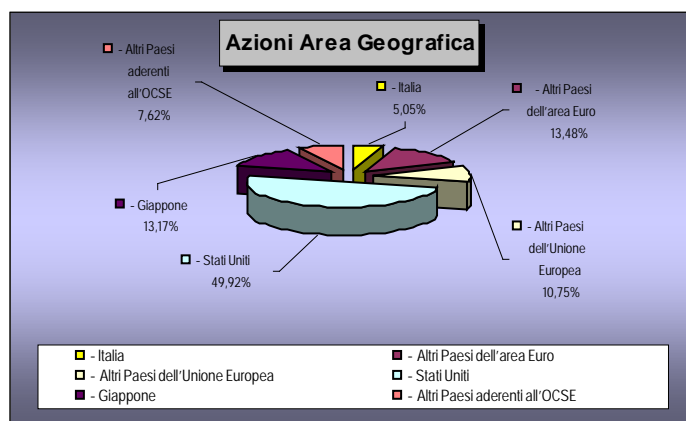 Azioni Area Geografica
- Altri Paesi
aderenti
all'OCSE
7,62%
- Italia
5,05%
- Altri Paesi
dell'area Euro
13,48%
- Giappone
13,17%
- Altri Paesi
dell'Unione
Europea
10,75%
- Stati Uniti
49,92%
- Italia
- Altri Paesi dell'area Euro
- Altri Paesi dell'Unione Europea
- Stati Uniti
- Giappone
- Altri Paesi aderenti all'OCSE